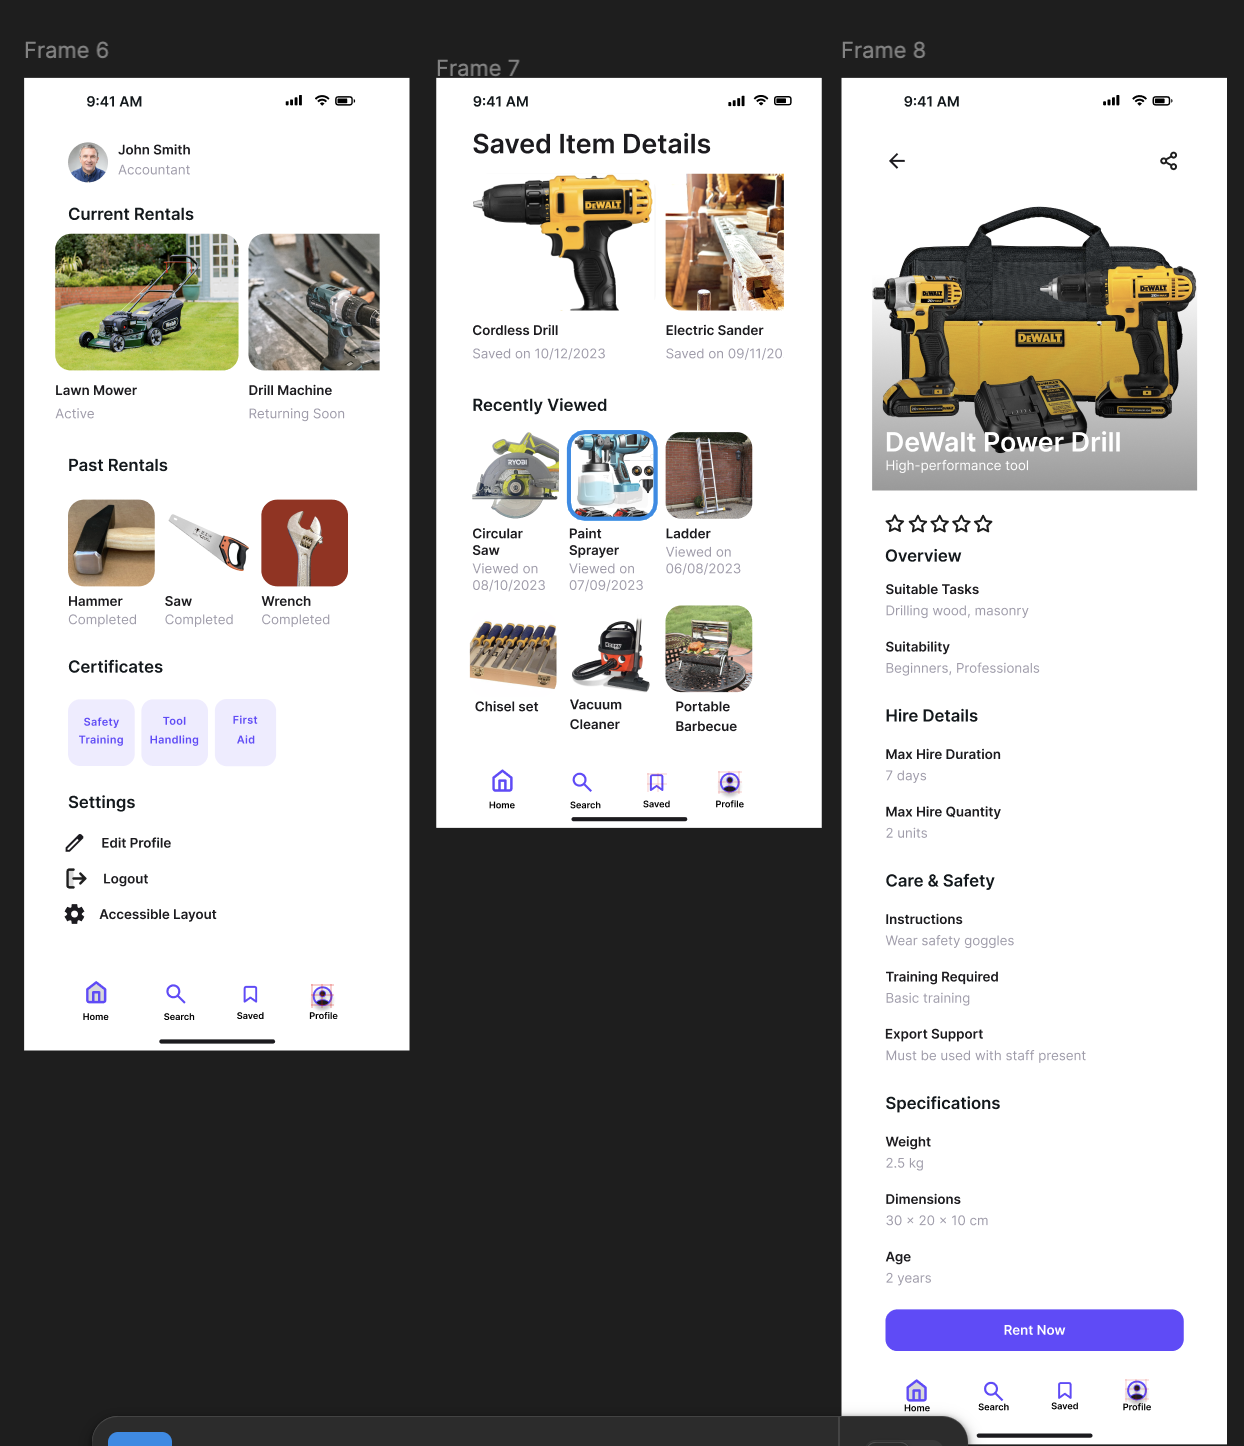 Frame 6
9:41 AM
John Smith
Accountant
Current Rentals
Lawn Mower
Active
Drill Machine
Returning Soon
Past Rentals
Hammer
Completed
Saw
Completed
Wrench
Completed
Certificates
Safety
Training
Tool
Handling
First
Aid
Settings
Edit Profile
Logout
Accessible Layout
Home
Search
Saved
Profile
Frame 7
9:41 AM
Saved Item Details
DEWALT
Cordless Drill
Saved on 10/12/2023
Electric Sander
Saved on 09/11/20
Recently Viewed
RYOBI
Circular
Saw
Viewed on
08/10/2023
Paint
Sprayer
Viewed on
07/09/2023
Ladder
Viewed on
06/08/2023
Chisel set
Henry
Vacuum
Cleaner
Portable
Barbecue
Home
Search
Saved
Profile
Frame 8
9:41 AM
DEWALT
DEWALT
DEWALT
DEWALT
DeWalt Power Drill
High-performance tool
Overview
Suitable Tasks
Drilling wood, masonry
Suitability
Beginners, Professionals
Hire Details
Max Hire Duration
7 days
Max Hire Quantity
2 units
Care & Safety
Instructions
Wear safety goggles
Training Required
Basic training
Export Support
Must be used with staff present
Specifications
Weight
2.5 kg
Dimensions
30 × 20 × 10 cm
Age
2 years
Rent Now
Home
Search
Saved
Profile